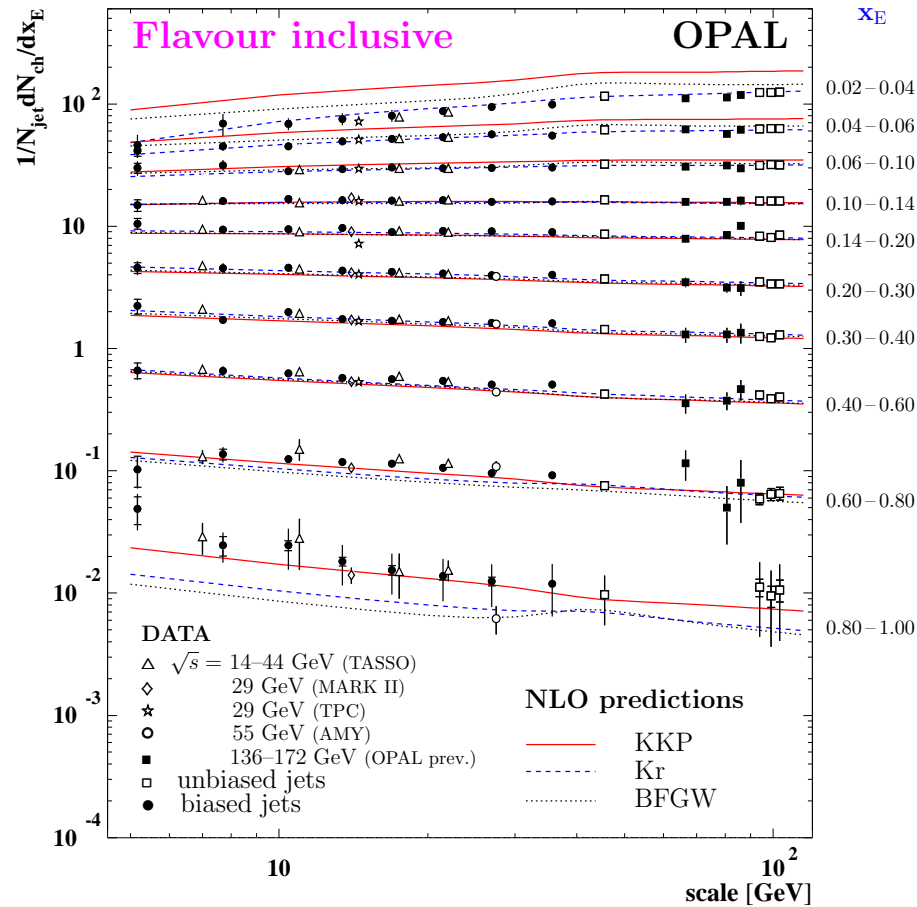 Flavour inclusive
OPAL
x_E
1/N_jet dN_ch/dx_E
10^2
10
1
10^-1
10^-2
10^-3
10^-4
0.02−0.04
0.04−0.06
0.06−0.10
0.10−0.14
0.14−0.20
0.20−0.30
0.30−0.40
0.40−0.60
0.60−0.80
0.80−1.00
DATA
√s = 14–44 GeV (TASSO)
29 GeV (MARK II)
29 GeV (TPC)
55 GeV (AMY)
136–172 GeV (OPAL prev.)
unbiased jets
biased jets
NLO predictions
KKP
Kr
BFGW
10
10^2
scale [GeV]